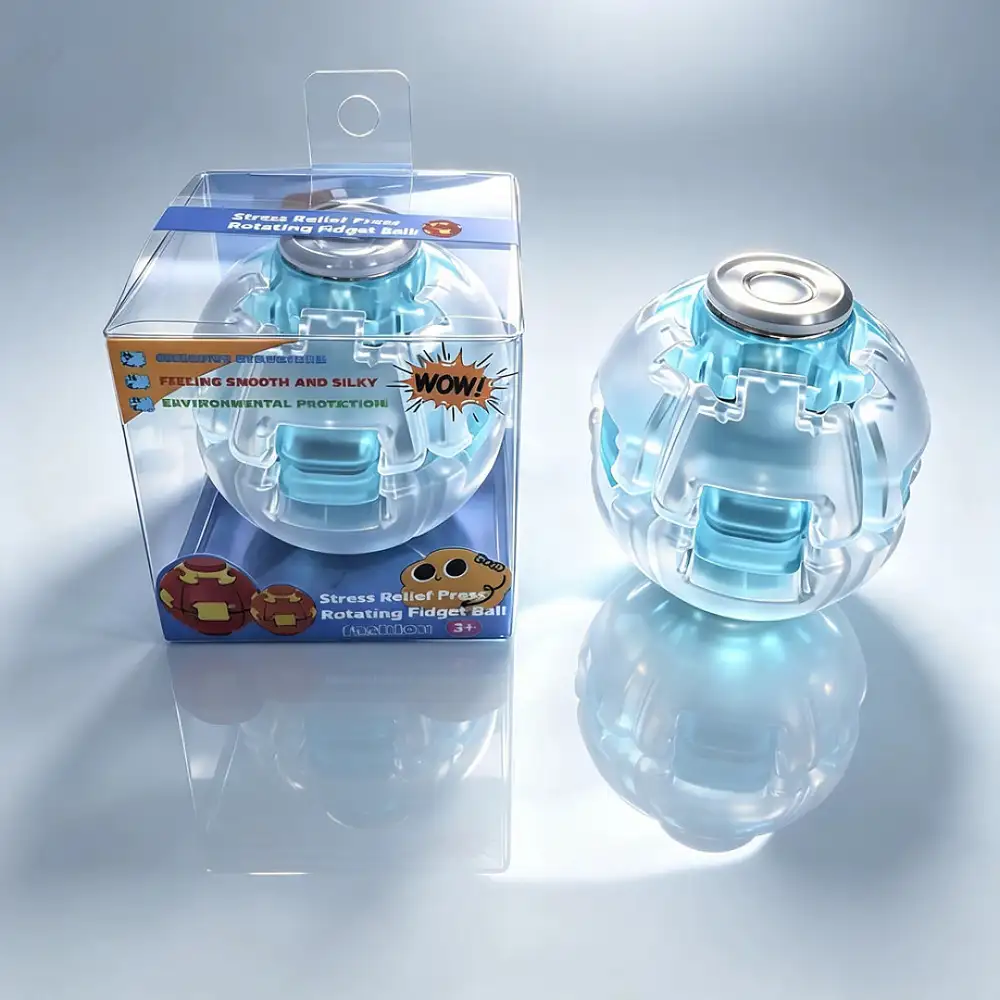 Stress Relief Press
Rotating Fidget Ball
FEELING SMOOTH AND SILKY
ENVIRONMENTAL PROTECTION
WOW!
GOOD
Stress Relief Press
Rotating Fidget Ball
3+